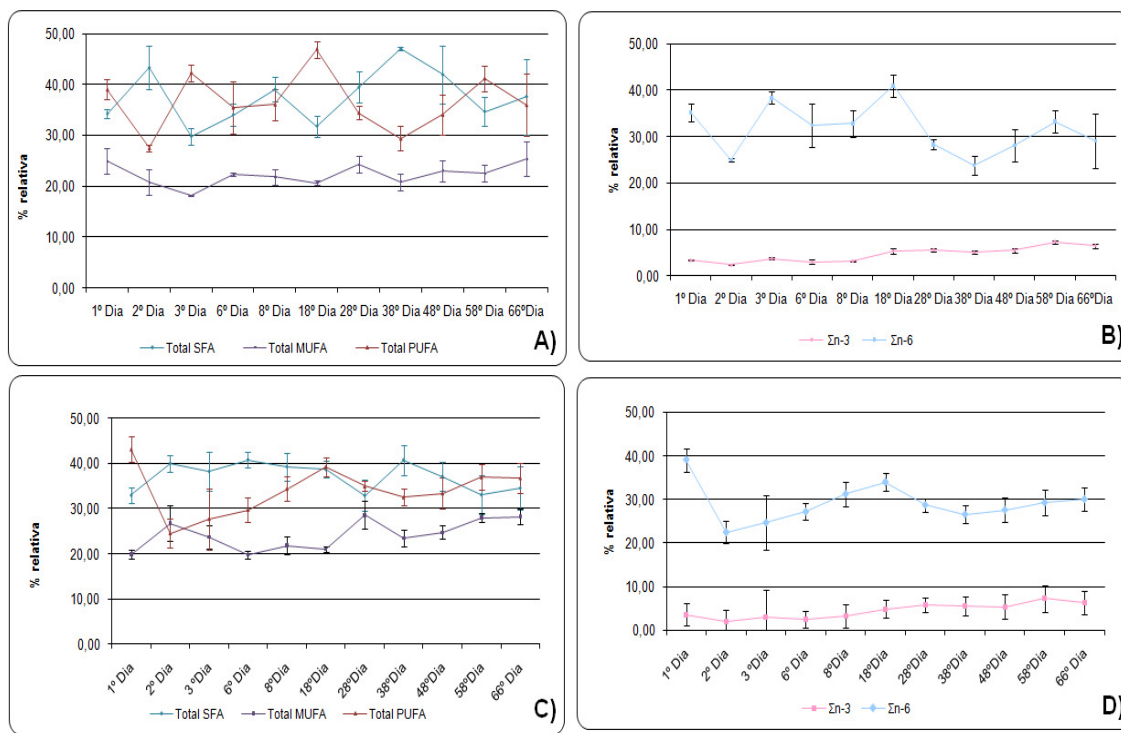 50,00
40,00
30,00
20,00
10,00
0,00
% relativa
1º Dia 2º Dia 3º Dia 6º Dia 8º Dia 18º Dia 28º Dia 38º Dia 48º Dia 58º Dia 66ºDia
Total SFA Total MUFA Total PUFA
A)
50,00
40,00
30,00
20,00
10,00
0,00
% relativa
1º Dia 2º Dia 3º Dia 6º Dia 8º Dia 18º Dia 28º Dia 38º Dia 48º Dia 58º Dia 66ºDia
Σn-3 Σn-6
B)
50,00
40,00
30,00
20,00
10,00
0,00
% relativa
1º Dia 2º Dia 3 ºDia 6º Dia 8ºDia 18ºDia 28ºDia 38ºDia 48ºDia 58ºDia 66º Dia
Total SFA Total MUFA Total PUFA
C)
50,00
40,00
30,00
20,00
10,00
0,00
% relativa
1º Dia 2º Dia 3 ºDia 6º Dia 8ºDia 18ºDia 28ºDia 38ºDia 48ºDia 58ºDia 66º Dia
Σn-3 Σn-6
D)